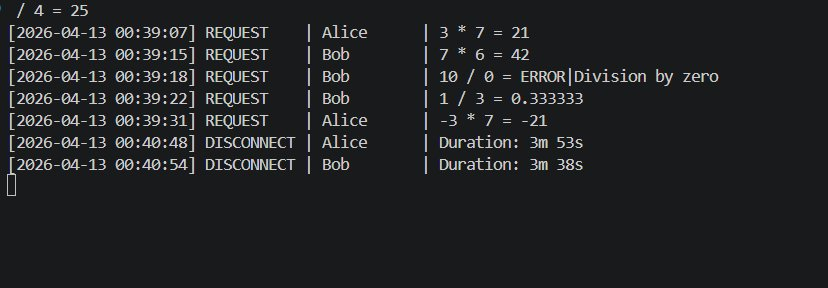 / 4 = 25
[2026-04-13 00:39:07] REQUEST    | Alice      | 3 * 7 = 21
[2026-04-13 00:39:15] REQUEST    | Bob        | 7 * 6 = 42
[2026-04-13 00:39:18] REQUEST    | Bob        | 10 / 0 = ERROR|Division by zero
[2026-04-13 00:39:22] REQUEST    | Bob        | 1 / 3 = 0.333333
[2026-04-13 00:39:31] REQUEST    | Alice      | -3 * 7 = -21
[2026-04-13 00:40:48] DISCONNECT | Alice      | Duration: 3m 53s
[2026-04-13 00:40:54] DISCONNECT | Bob        | Duration: 3m 38s